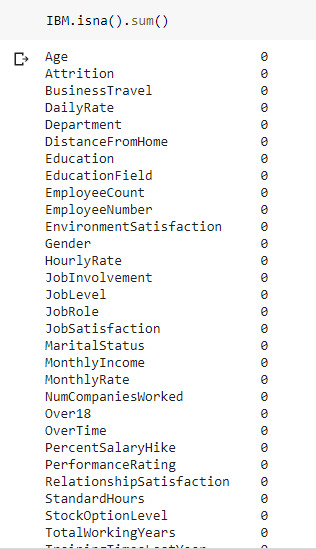 IBM.isna().sum()
Age 0
Attrition 0
BusinessTravel 0
DailyRate 0
Department 0
DistanceFromHome 0
Education 0
EducationField 0
EmployeeCount 0
EmployeeNumber 0
EnvironmentSatisfaction 0
Gender 0
HourlyRate 0
JobInvolvement 0
JobLevel 0
JobRole 0
JobSatisfaction 0
MaritalStatus 0
MonthlyIncome 0
MonthlyRate 0
NumCompaniesWorked 0
Over18 0
OverTime 0
PercentSalaryHike 0
PerformanceRating 0
RelationshipSatisfaction 0
StandardHours 0
StockOptionLevel 0
TotalWorkingYears 0